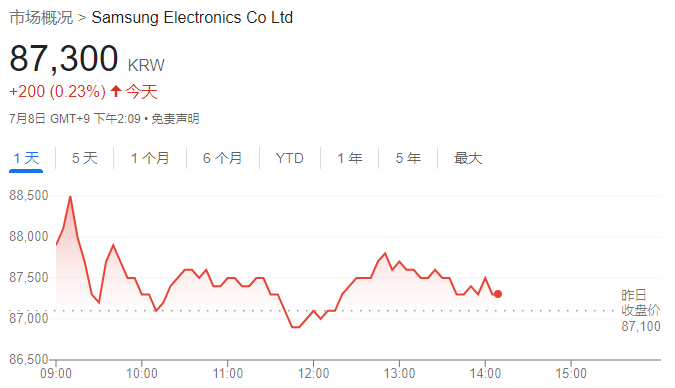 市场概况 > Samsung Electronics Co Ltd
87,300 KRW
+200 (0.23%) 今天
7月8日 GMT+9 下午2:09 • 免责声明
1 天 5 天 1 个月 6 个月 YTD 1 年 5 年 最大
88,500
88,000
87,500
87,000
86,500
昨日
收盘价
87,100
09:00 10:00 11:00 12:00 13:00 14:00 15:00